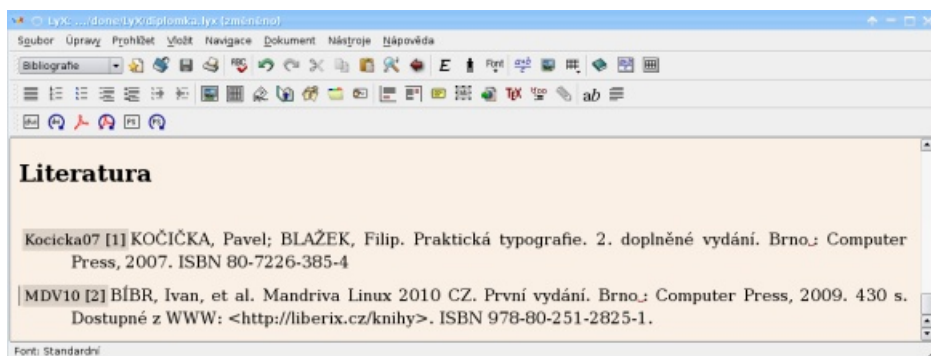 LyX: .../done/LyX/diplomka.lyx (změněno)
Soubor Úpravy Prohlížet Vložit Navigace Dokument Nástroje Nápověda
Bibliografie
Literatura
Kocicka07 [1] KOČIČKA, Pavel; BLAŽEK, Filip. Praktická typografie. 2. doplněné vydání. Brno : Computer
Press, 2007. ISBN 80-7226-385-4
MDV10 [2] BÍBR, Ivan, et al. Mandriva Linux 2010 CZ. První vydání. Brno : Computer Press, 2009. 430 s.
Dostupné z WWW: <http://liberix.cz/knihy>. ISBN 978-80-251-2825-1.
Font: Standardní